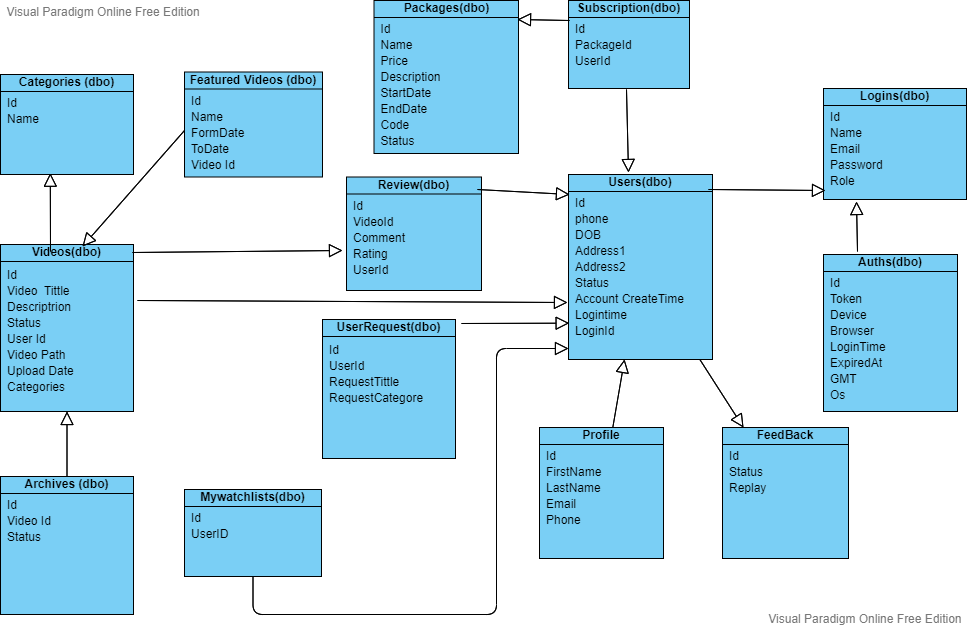 Visual Paradigm Online Free Edition
Packages(dbo)
Id
Name
Price
Description
StartDate
EndDate
Code
Status
Subscription(dbo)
Id
PackageId
UserId
Categories (dbo)
Id
Name
Featured Videos (dbo)
Id
Name
FormDate
ToDate
Video Id
Logins(dbo)
Id
Name
Email
Password
Role
Review(dbo)
Id
VideoId
Comment
Rating
UserId
Users(dbo)
Id
phone
DOB
Address1
Address2
Status
Account CreateTime
Logintime
LoginId
Videos(dbo)
Id
Video Tittle
Descriptrion
Status
User Id
Video Path
Upload Date
Categories
Auths(dbo)
Id
Token
Device
Browser
LoginTime
ExpiredAt
GMT
Os
UserRequest(dbo)
Id
UserId
RequestTittle
RequestCategore
Profile
Id
FirstName
LastName
Email
Phone
FeedBack
Id
Status
Replay
Archives (dbo)
Id
Video Id
Status
Mywatchlists(dbo)
Id
UserID
Visual Paradigm Online Free Edition